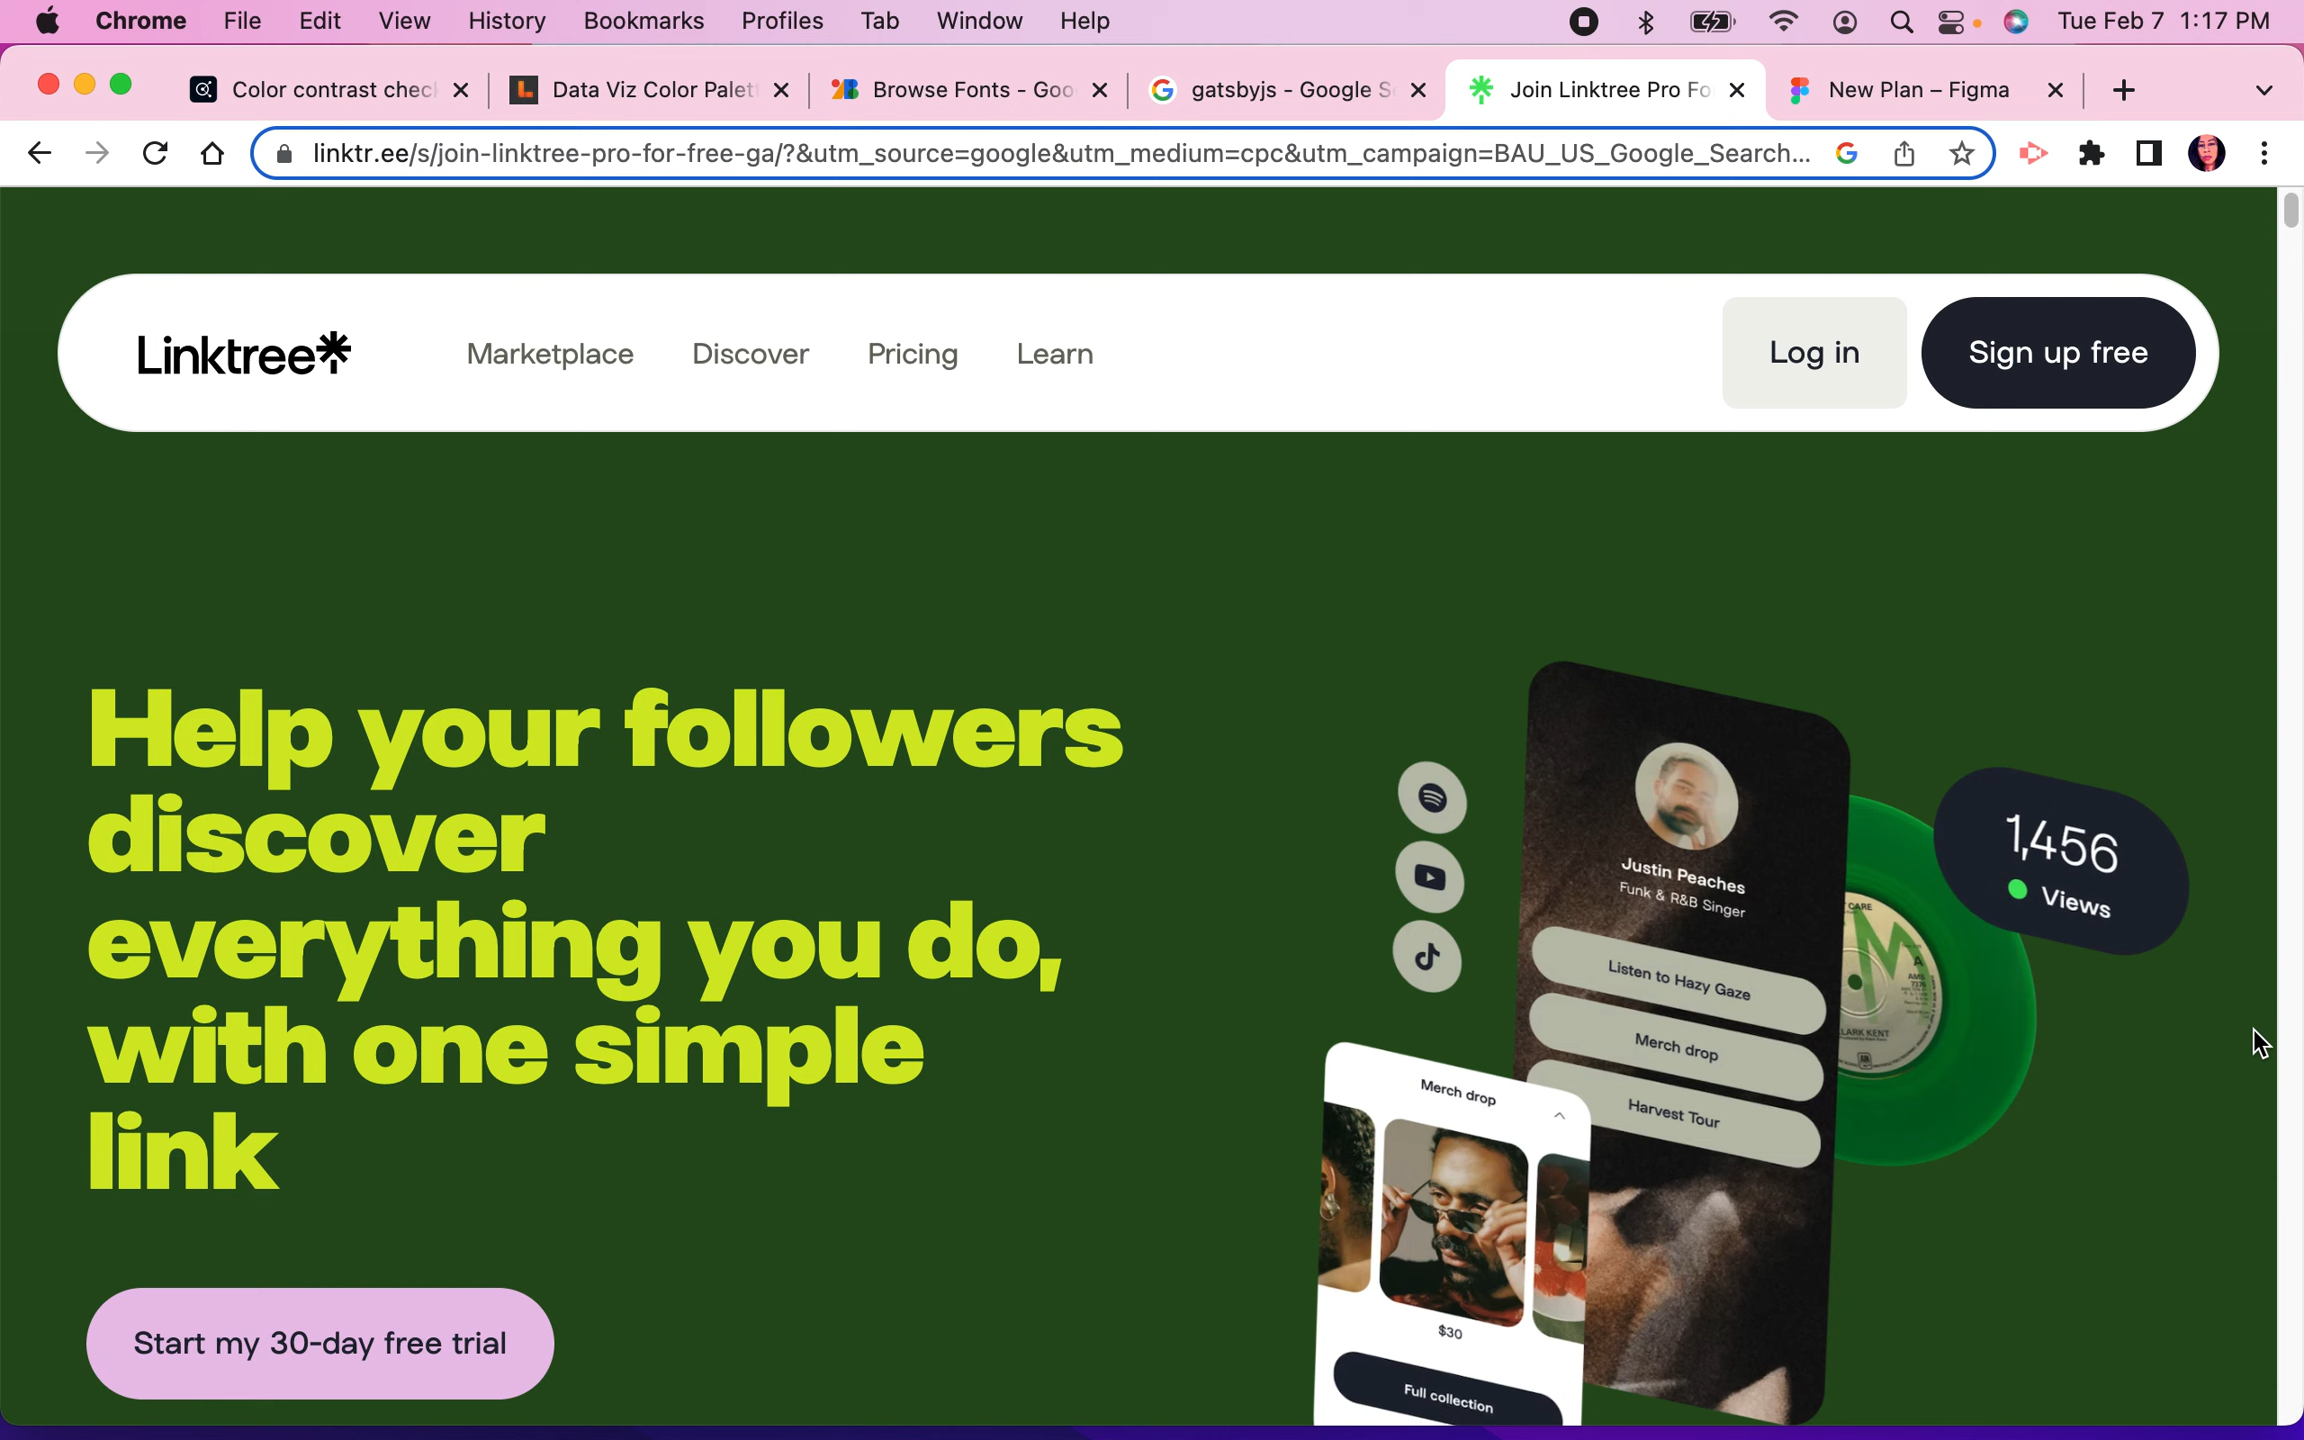 Chrome File Edit View History Bookmarks Profiles Tab Window Help Tue Feb 7 1:17 PM
Color contrast chec Data Viz Color Palet Browse Fonts - Goo gatsbyjs - Google S Join Linktree Pro Fo New Plan – Figma
linktr.ee/s/join-linktree-pro-for-free-ga/?&utm_source=google&utm_medium=cpc&utm_campaign=BAU_US_Google_Search...
Linktree Marketplace Discover Pricing Learn Log in Sign up free
Help your followers
discover
everything you do,
with one simple
link
Start my 30-day free trial
Justin Peaches
Funk & R&B Singer
Listen to Hazy Gaze
Merch drop
Harvest Tour
1,456
Views
CARE
LARK KENT
Merch drop
$30
Full collection